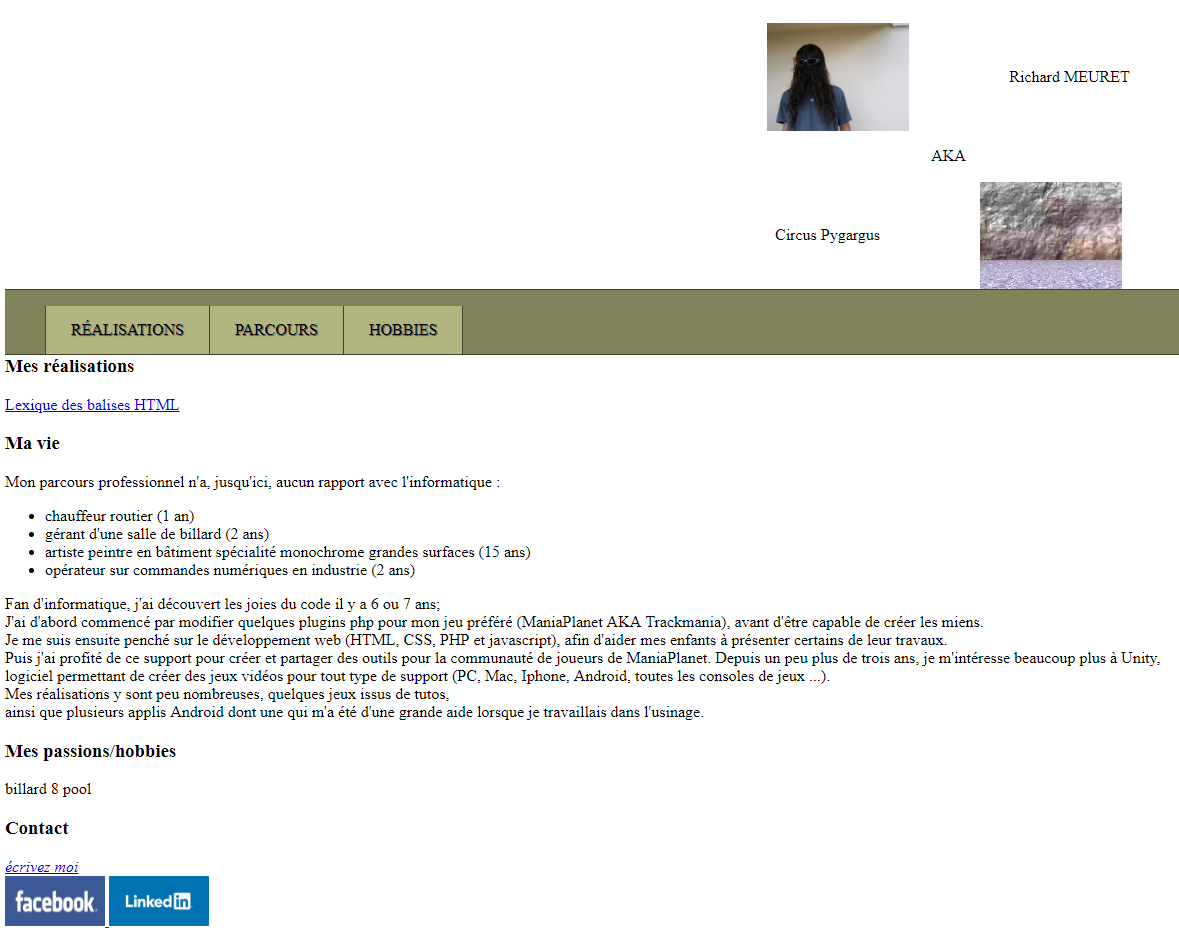 Richard MEURET
AKA
Circus Pygargus
RÉALISATIONS PARCOURS HOBBIES
Mes réalisations
Lexique des balises HTML
Ma vie
Mon parcours professionnel n'a, jusqu'ici, aucun rapport avec l'informatique :
• chauffeur routier (1 an)
• gérant d'une salle de billard (2 ans)
• artiste peintre en bâtiment spécialité monochrome grandes surfaces (15 ans)
• opérateur sur commandes numériques en industrie (2 ans)
Fan d'informatique, j'ai découvert les joies du code il y a 6 ou 7 ans;
J'ai d'abord commencé par modifier quelques plugins php pour mon jeu préféré (ManiaPlanet AKA Trackmania), avant d'être capable de créer les miens.
Je me suis ensuite penché sur le développement web (HTML, CSS, PHP et javascript), afin d'aider mes enfants à présenter certains de leur travaux.
Puis j'ai profité de ce support pour créer et partager des outils pour la communauté de joueurs de ManiaPlanet. Depuis un peu plus de trois ans, je m'intéresse beaucoup plus à Unity,
logiciel permettant de créer des jeux vidéos pour tout type de support (PC, Mac, Iphone, Android, toutes les consoles de jeux ...).
Mes réalisations y sont peu nombreuses, quelques jeux issus de tutos,
ainsi que plusieurs applis Android dont une qui m'a été d'une grande aide lorsque je travaillais dans l'usinage.
Mes passions/hobbies
billard 8 pool
Contact
écrivez moi
facebook. Linked in